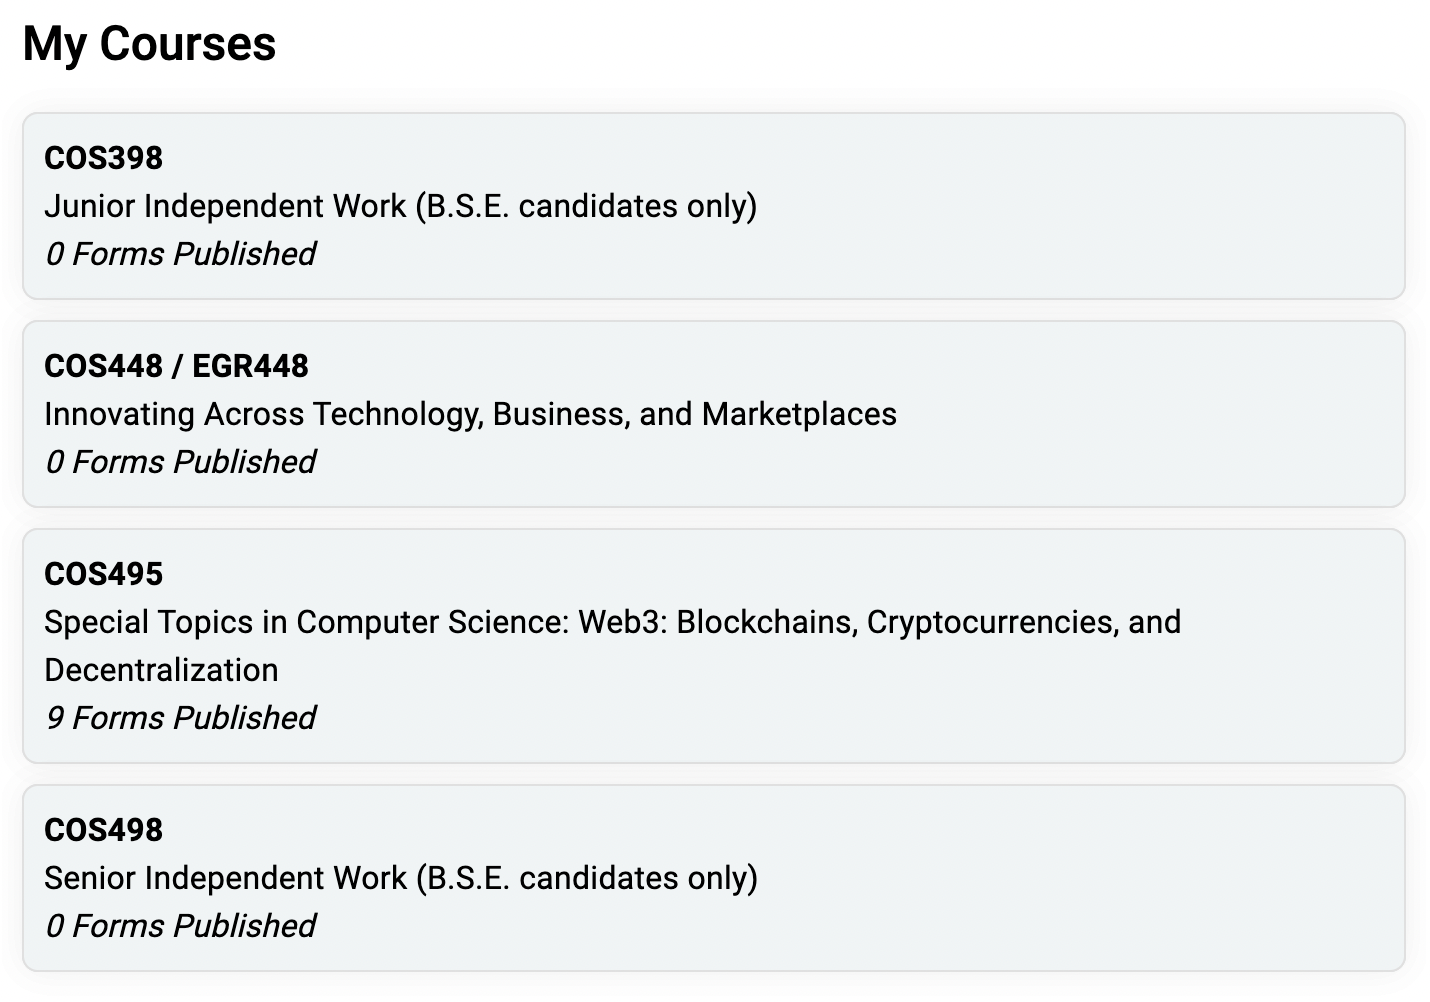 My Courses
COS398
Junior Independent Work (B.S.E. candidates only)
0 Forms Published
COS448 / EGR448
Innovating Across Technology, Business, and Marketplaces
0 Forms Published
COS495
Special Topics in Computer Science: Web3: Blockchains, Cryptocurrencies, and
Decentralization
9 Forms Published
COS498
Senior Independent Work (B.S.E. candidates only)
0 Forms Published